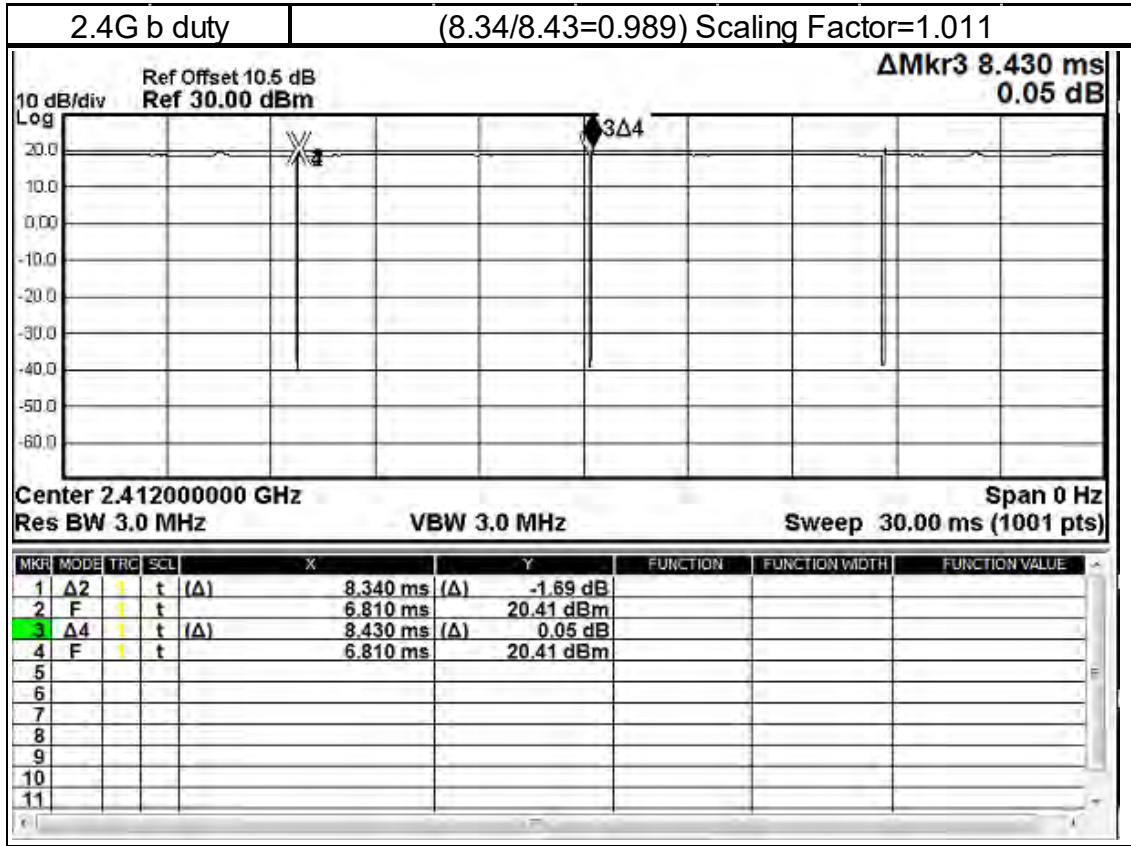 2.4G b duty (8.34/8.43=0.989) Scaling Factor=1.011
ΔMkr3 8.430 ms
Ref Offset 10.5 dB
10 dB/div Ref 30.00 dBm 0.05 dB
Log
3Δ4
20.0
10.0
0.00
-10.0
-20.0
-30.0
-40.0
-50.0
-60.0
Center 2.412000000 GHz Span 0 Hz
Res BW 3.0 MHz VBW 3.0 MHz Sweep 30.00 ms (1001 pts)
MKR MODE TRC SCL X Y FUNCTION FUNCTION WIDTH FUNCTION VALUE
1 Δ2 1 t (Δ) 8.340 ms (Δ) -1.69 dB
2 F 1 t 6.810 ms 20.41 dBm
3 Δ4 1 t (Δ) 8.430 ms (Δ) 0.05 dB
4 F 1 t 6.810 ms 20.41 dBm
5
6
7
8
9
10
11